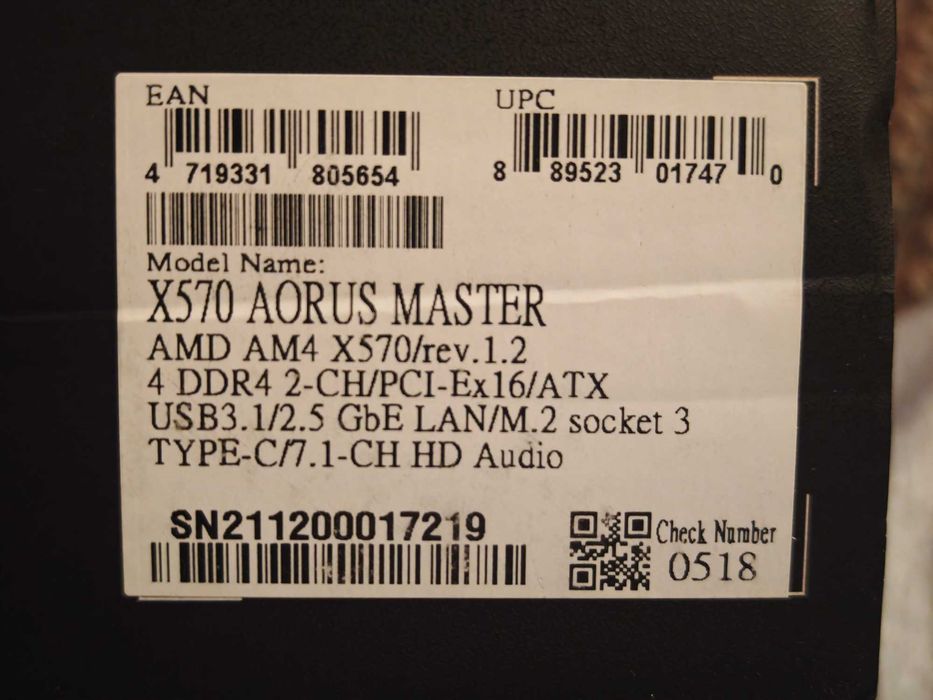 EAN
4 719331 805654
UPC
8 89523 01747 0
Model Name:
X570 AORUS MASTER
AMD AM4 X570/rev.1.2
4 DDR4 2-CH/PCI-Ex16/ATX
USB3.1/2.5 GbE LAN/M.2 socket 3
TYPE-C/7.1-CH HD Audio
SN211200017219
Check Number
0518